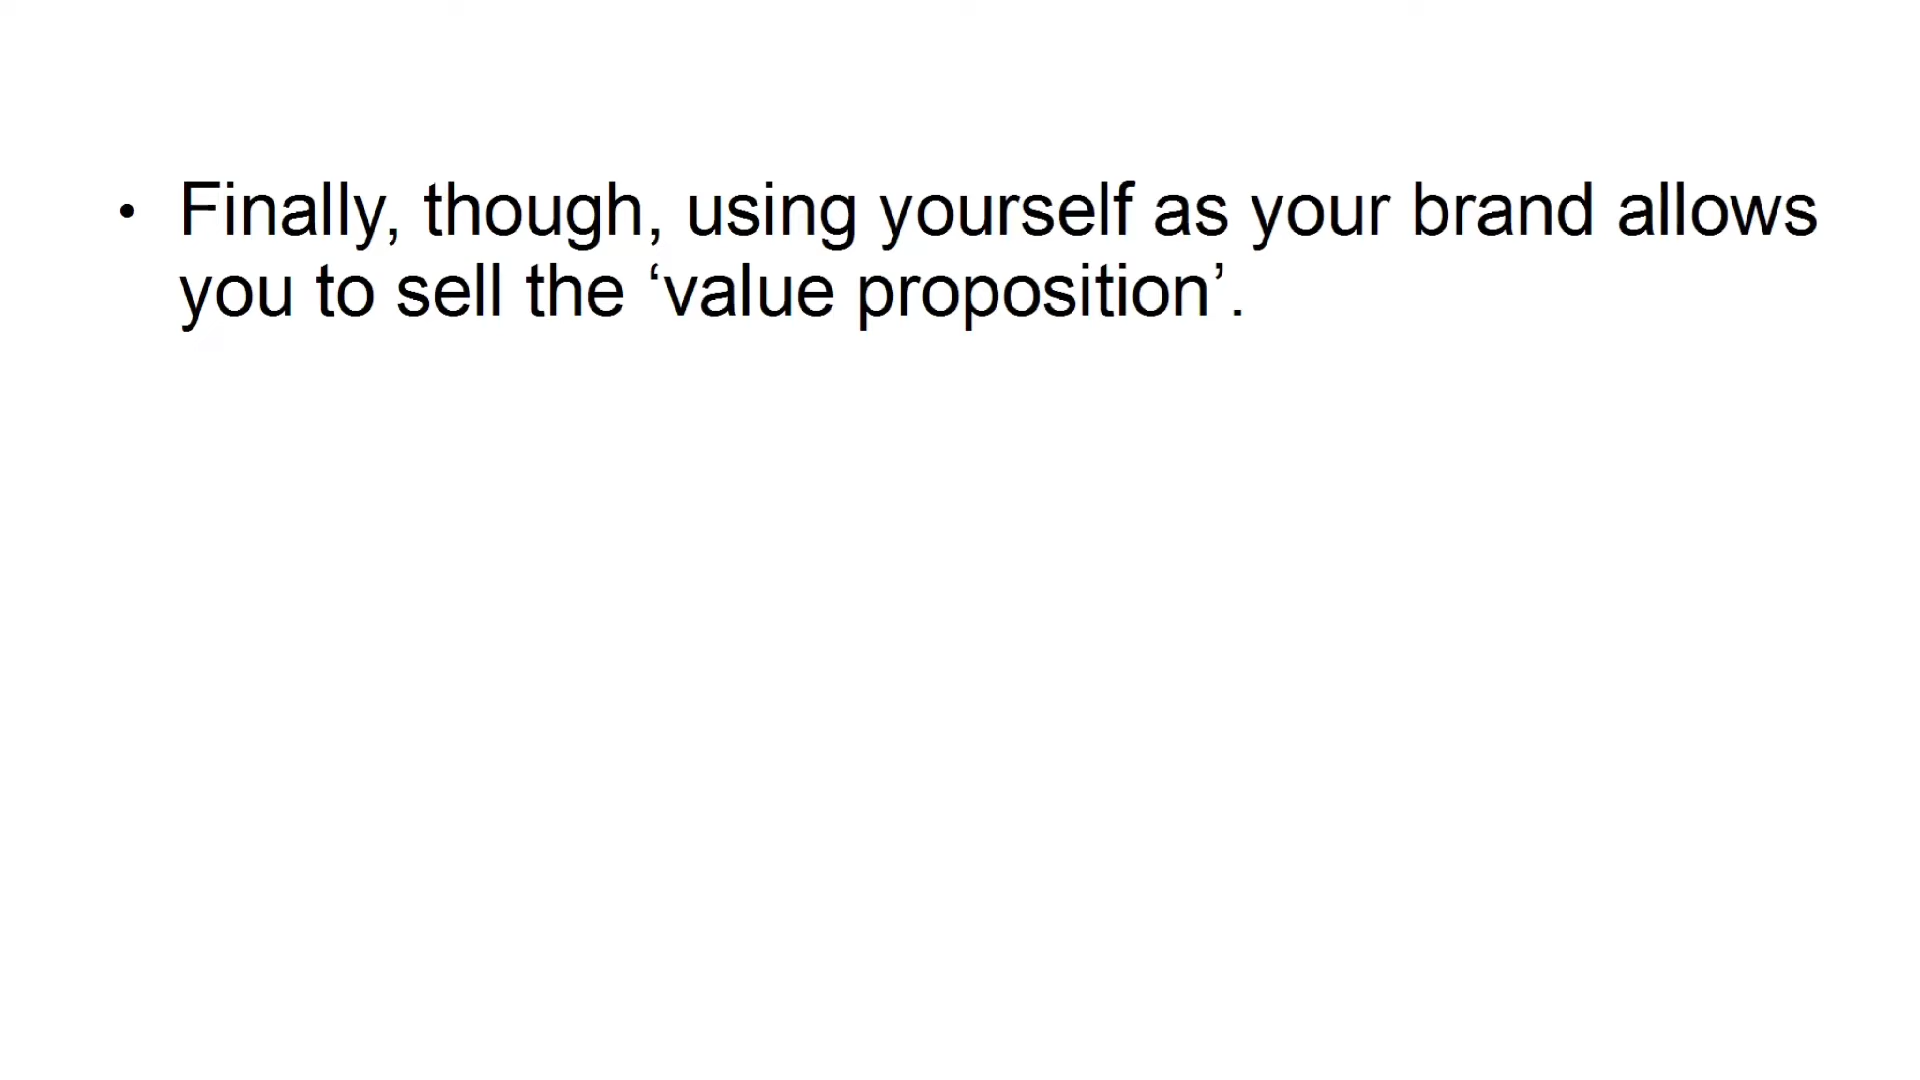 • Finally, though, using yourself as your brand allows
you to sell the ‘value proposition’.